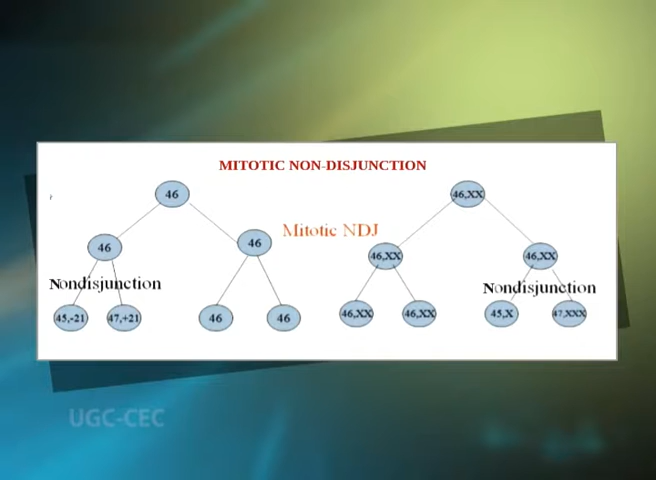 MITOTIC NON-DISJUNCTION
46
46,XX
Mitotic NDJ
46
46
46,XX
46,XX
Nondisjunction
Nondisjunction
45,-21
47,+21
46
46
46,XX
46,XX
45,X
47,XXX
UGC-CEC